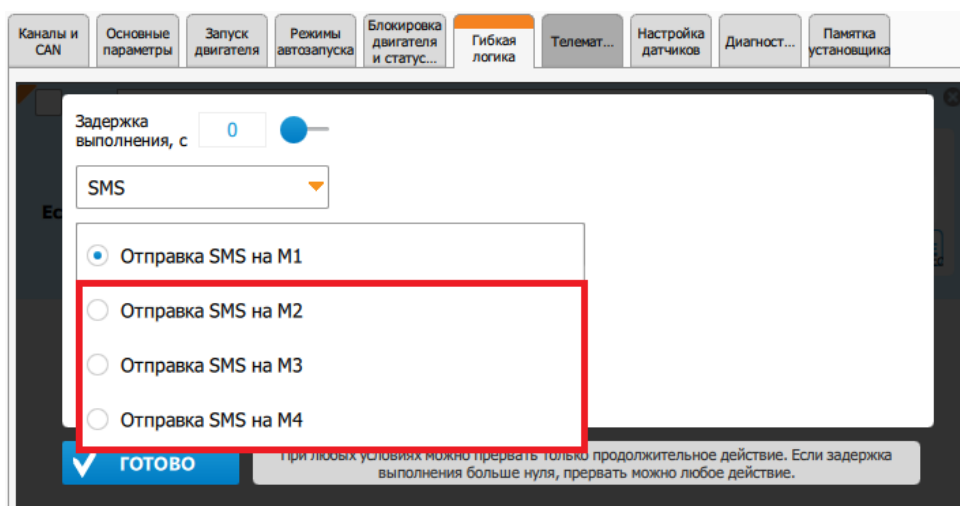 Каналы и
CAN
Основные
параметры
Запуск
двигателя
Режимы
автозапуска
Блокировка
двигателя
и статус...
Гибкая
логика
Телемат...
Настройка
датчиков
Диагност...
Памятка
установщика
Задержка
выполнения, с
0
SMS
Ес
Отправка SMS на M1
Отправка SMS на M2
Отправка SMS на M3
Отправка SMS на M4
ГОТОВО
При любых условиях можно прервать только продолжительное действие. Если задержка
выполнения больше нуля, прервать можно любое действие.